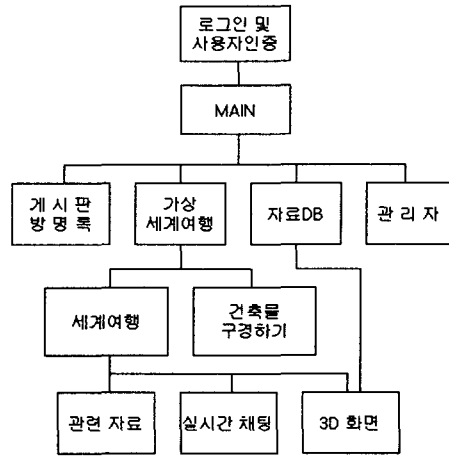 로그인 및
사용자인증
MAIN
게 시 판
방 명 록
가상
세계여행
자료DB
관 리 자
세계여행
건축물
구경하기
관련 자료
실시간 채팅
3D 화면